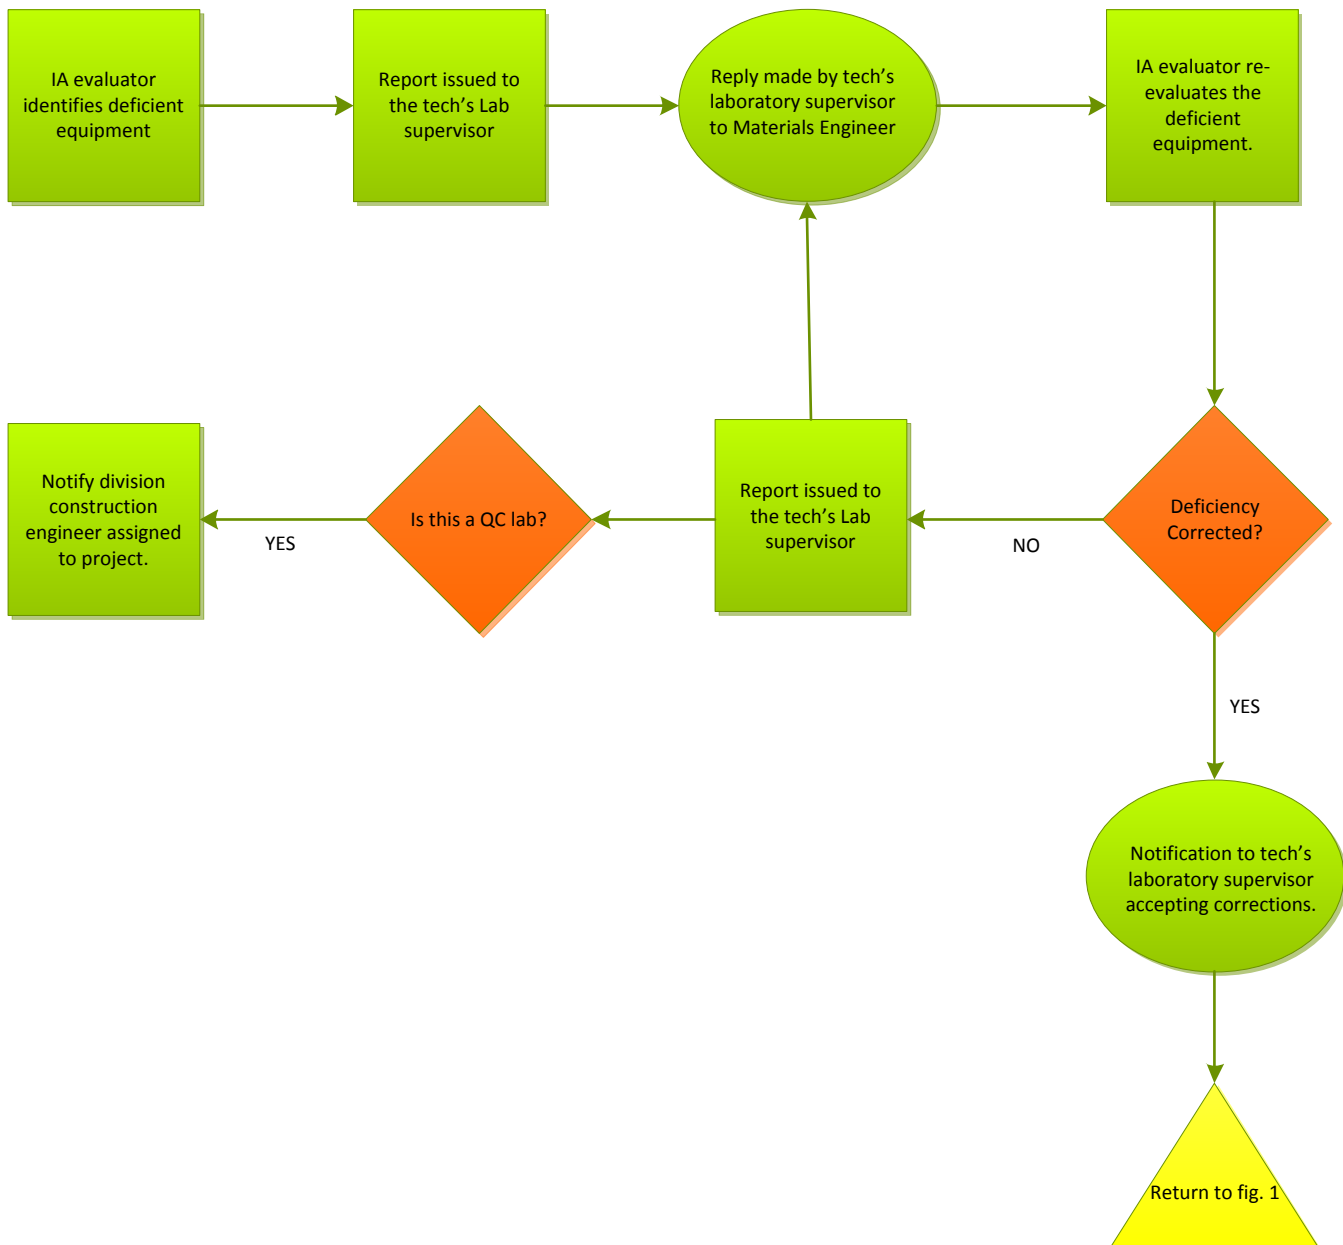 IA evaluator
identifies deficient
equipment
Report issued to
the tech's Lab
supervisor
Reply made by tech's
laboratory supervisor
to Materials Engineer
IA evaluator re-
evaluates the
deficient
equipment.
Notify division
construction
engineer assigned
to project.
YES
Is this a QC lab?
Report issued to
the tech's Lab
supervisor
NO
Deficiency
Corrected?
YES
Notification to tech's
laboratory supervisor
accepting corrections.
Return to fig. 1